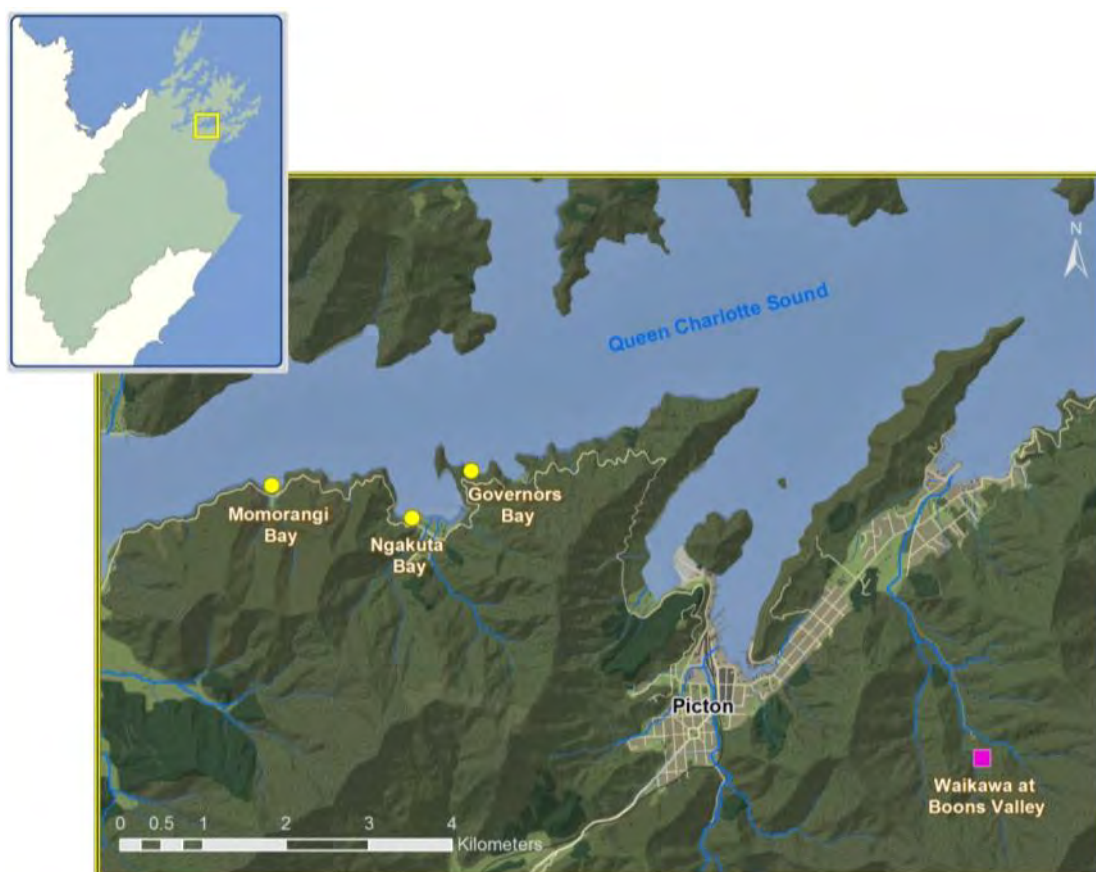 N
Queen Charlotte Sound
Governors
Bay
Momorangi
Bay
Ngakuta
Bay
Picton
Waikawa at
Boons Valley
0 0.5 1 2 3 4
Kilometers